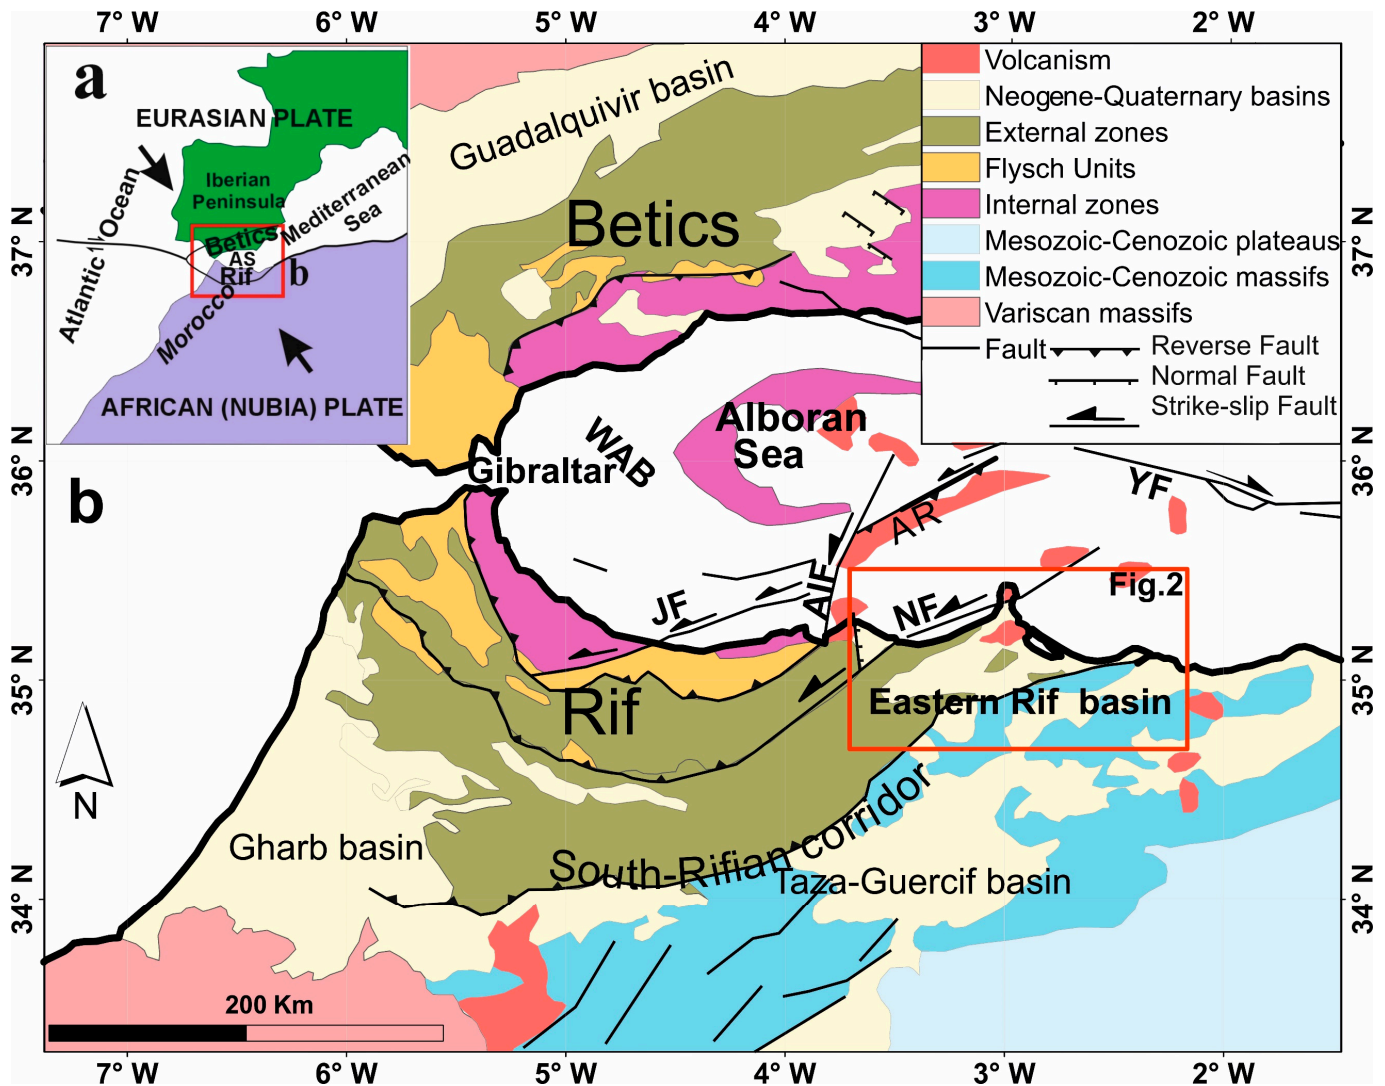 7° W
6° W
5° W
4° W
3° W
2° W
a
EURASIAN PLATE
Iberian
Peninsula
Atlantic Ocean
Mediterranean
Sea
Betics
AS
Rif
b
Morocco
AFRICAN (NUBIA) PLATE
Guadalquivir basin
Betics
Volcanism
Neogene-Quaternary basins
External zones
Flysch Units
Internal zones
Mesozoic-Cenozoic plateaus
Mesozoic-Cenozoic massifs
Variscan massifs
Fault
Reverse Fault
Normal Fault
Strike-slip Fault
37° N
37° N
36° N
36° N
35° N
35° N
34° N
34° N
b
Gibraltar
WAB
Alboran
Sea
YF
AR
AIF
JF
NF
Fig.2
Rif
Eastern Rif basin
N
Gharb basin
South-Rifian corridor
Taza-Guercif basin
200 Km
7° W
6° W
5° W
4° W
3° W
2° W